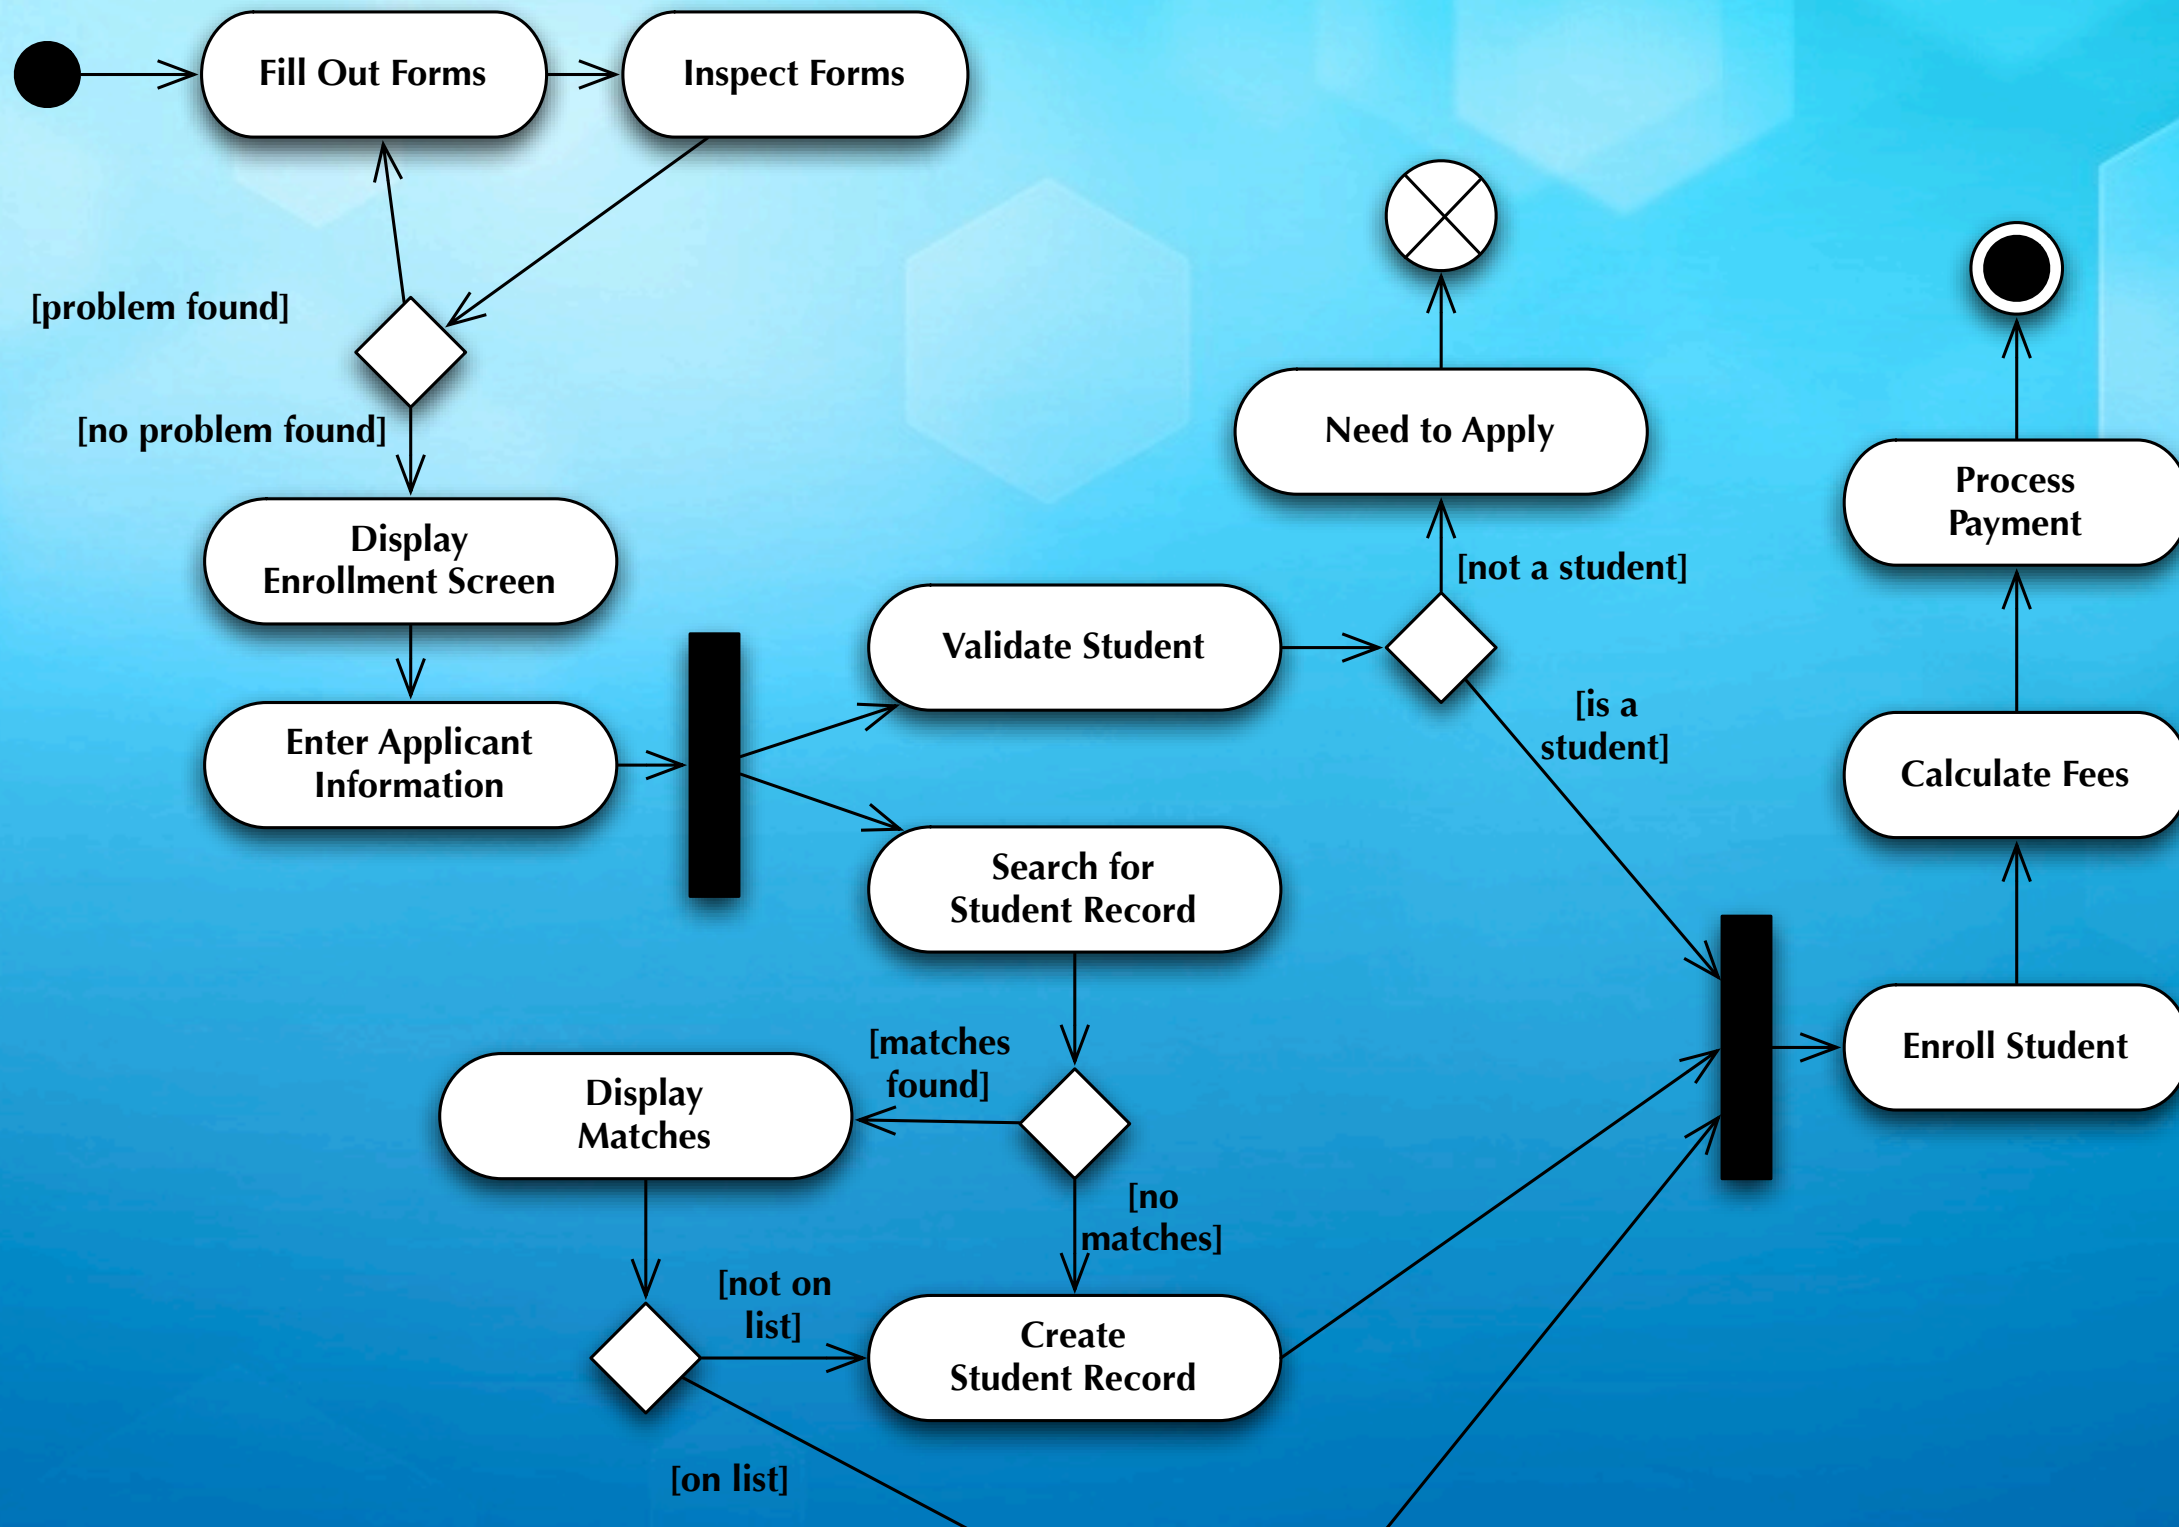 Fill Out Forms
Inspect Forms
[problem found]
[no problem found]
Need to Apply
Process
Payment
Display
Enrollment Screen
[not a student]
Validate Student
[is a
student]
Enter Applicant
Information
Calculate Fees
Search for
Student Record
[matches
found]
Enroll Student
Display
Matches
[no
matches]
[not on
list]
Create
Student Record
[on list]